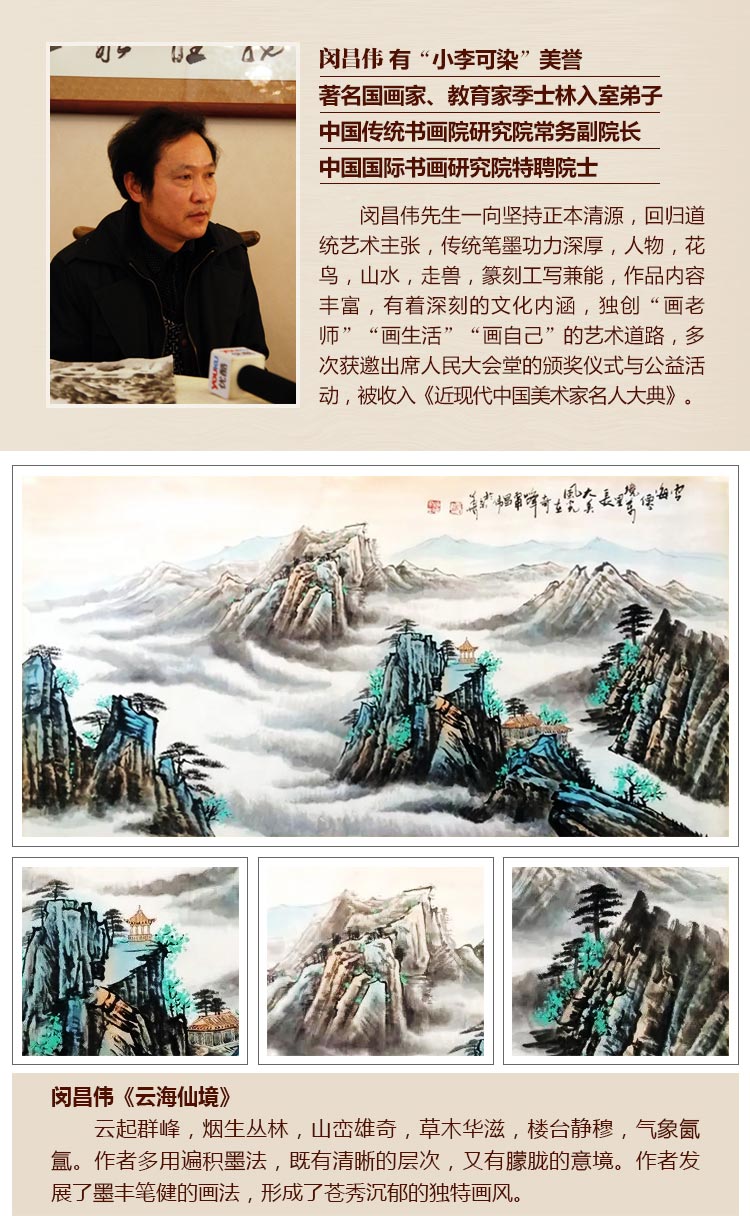 闵昌伟 有“小李可染”美誉
著名国画家、教育家季士林入室弟子
中国传统书画院研究院常务副院长
中国国际书画研究院特聘院士
闵昌伟先生一向坚持正本清源，回归道
统艺术主张，传统笔墨功力深厚，人物，花
鸟，山水，走兽，篆刻工写兼能，作品内容
丰富，有着深刻的文化内涵，独创“画老
师”“画生活”“画自己”的艺术道路，多
次获邀出席人民大会堂的颁奖仪式与公益活
动，被收入《近现代中国美术家名人大典》。
YOUKU
优酷
闵昌伟《云海仙境》
云起群峰，烟生丛林，山峦雄奇，草木华滋，楼台静穆，气象氤
氲。作者多用遍积墨法，既有清晰的层次，又有朦胧的意境。作者发
展了墨丰笔健的画法，形成了苍秀沉郁的独特画风。